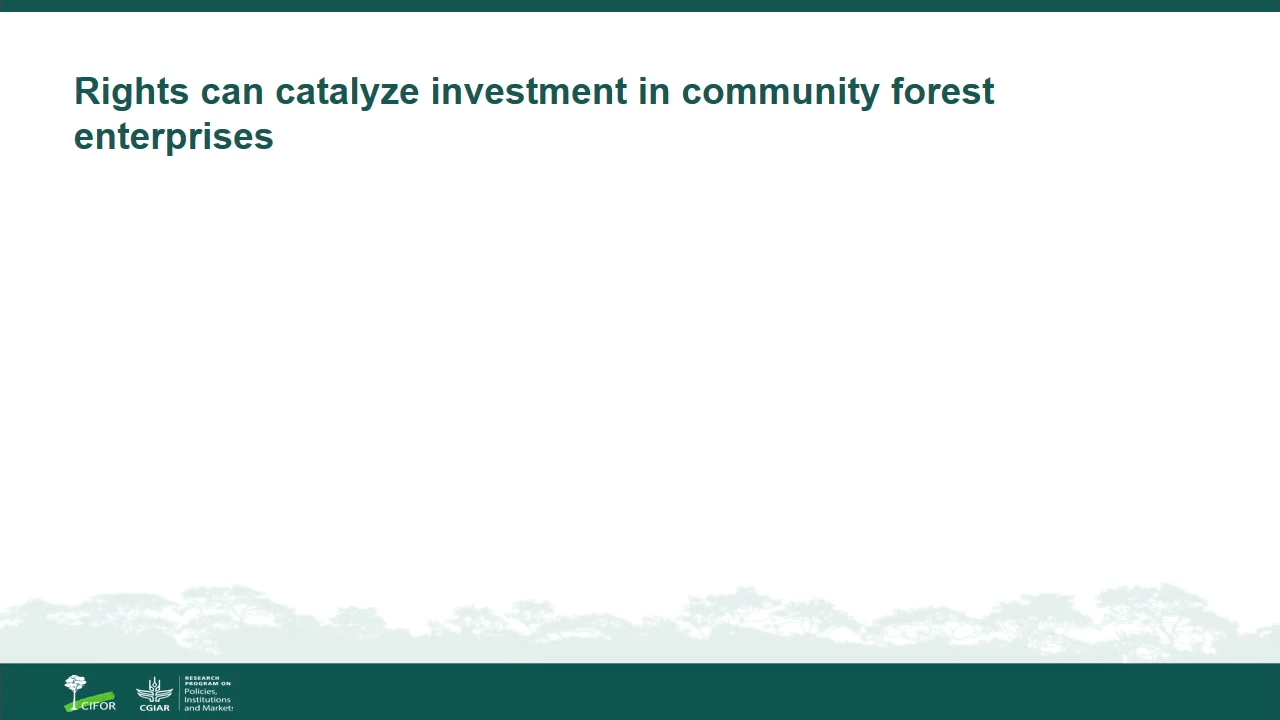 Rights can catalyze investment in community forest
enterprises
CIFOR
CGIAR
RESEARCH
PROGRAM ON
Policies,
Institutions
and Markets